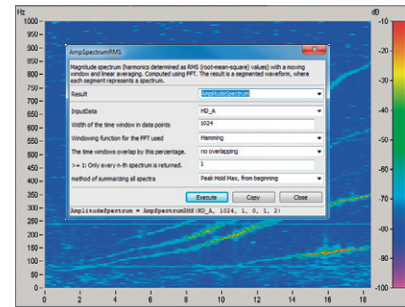 Hz
dB
1000
950
900
850
800
750
700
650
600
550
500
450
400
350
300
250
200
150
100
50
0
-10
-20
-30
-40
-50
-60
-70
-80
-90
-100
AmpSpectrumRMS
Magnitude spectrum (harmonics determined as RMS (root-mean-square) values) with a moving
window and linear averaging. Computed using FFT. The result is a segmented waveform, where
each segment represents a spectrum.
Result
AmplitudeSpectrum
InputData
MD_A
Width of the time window in data points
1024
Windowing function for the FFT used
Hamming
The time windows overlap by this percentage.
no overlapping
>= 1: Only every n-th spectrum is returned.
1
method of summarizing all spectra
Peak Hold Max, from beginning
Execute
Copy
Close
AmplitudeSpectrum = AmpSpectrumRMS(MD_A, 1024, 1, 0, 1, 2)
0
2
4
6
8
10
12
14
16
18